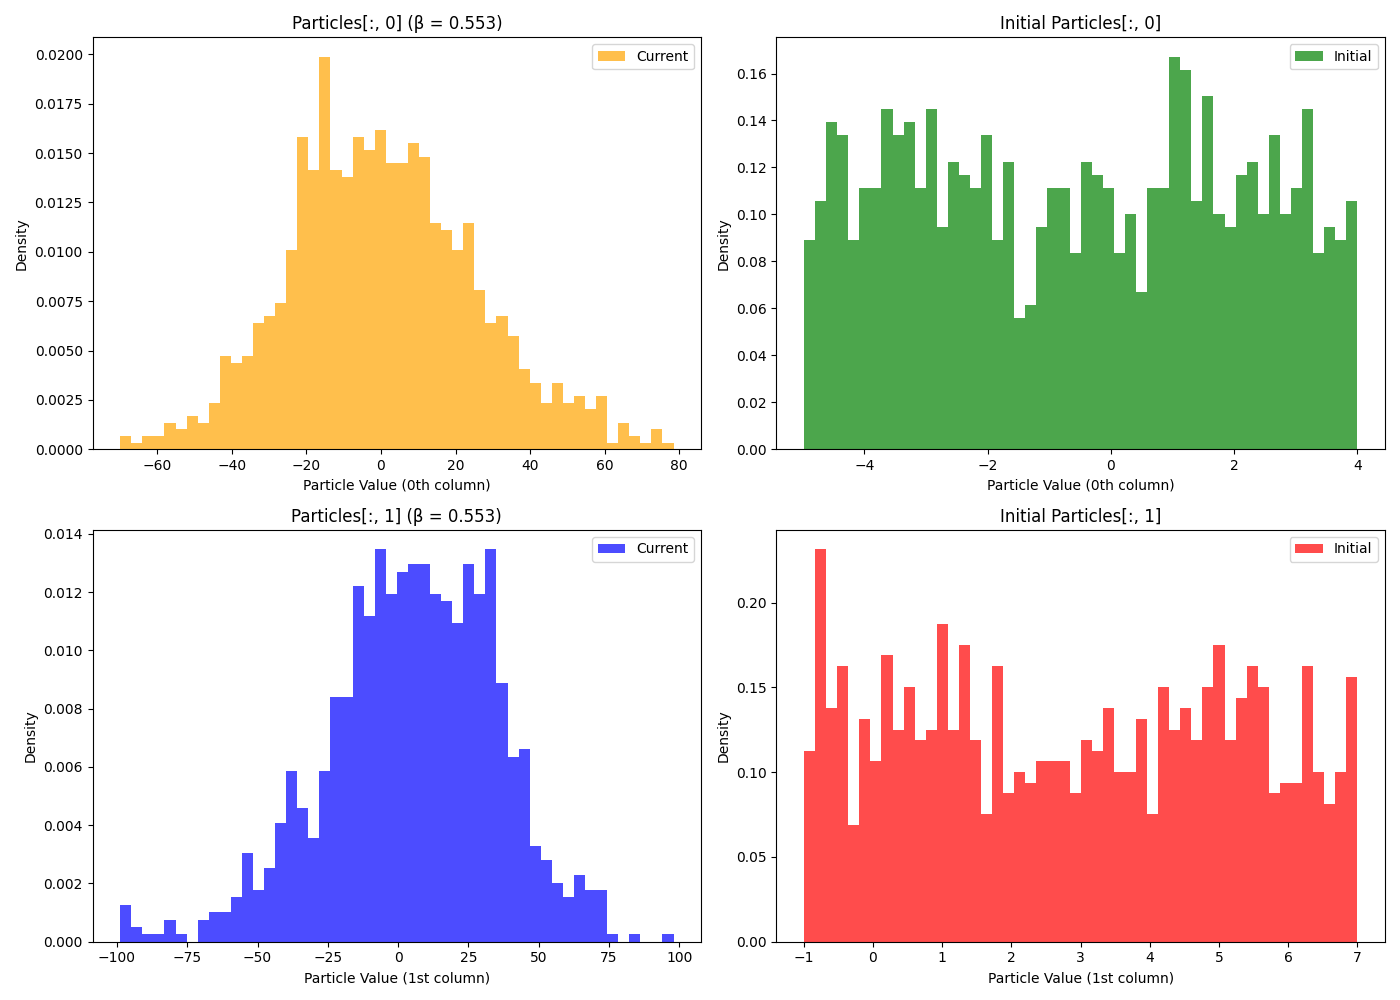 Particles[:, 0] (β = 0.553)
Current
Density
0.0200
0.0175
0.0150
0.0125
0.0100
0.0075
0.0050
0.0025
0.0000
−60 −40 −20 0 20 40 60 80
Particle Value (0th column)
Initial Particles[:, 0]
Initial
Density
0.16
0.14
0.12
0.10
0.08
0.06
0.04
0.02
0.00
−4 −2 0 2 4
Particle Value (0th column)
Particles[:, 1] (β = 0.553)
Current
Density
0.014
0.012
0.010
0.008
0.006
0.004
0.002
0.000
−100 −75 −50 −25 0 25 50 75 100
Particle Value (1st column)
Initial Particles[:, 1]
Initial
Density
0.20
0.15
0.10
0.05
0.00
−1 0 1 2 3 4 5 6 7
Particle Value (1st column)